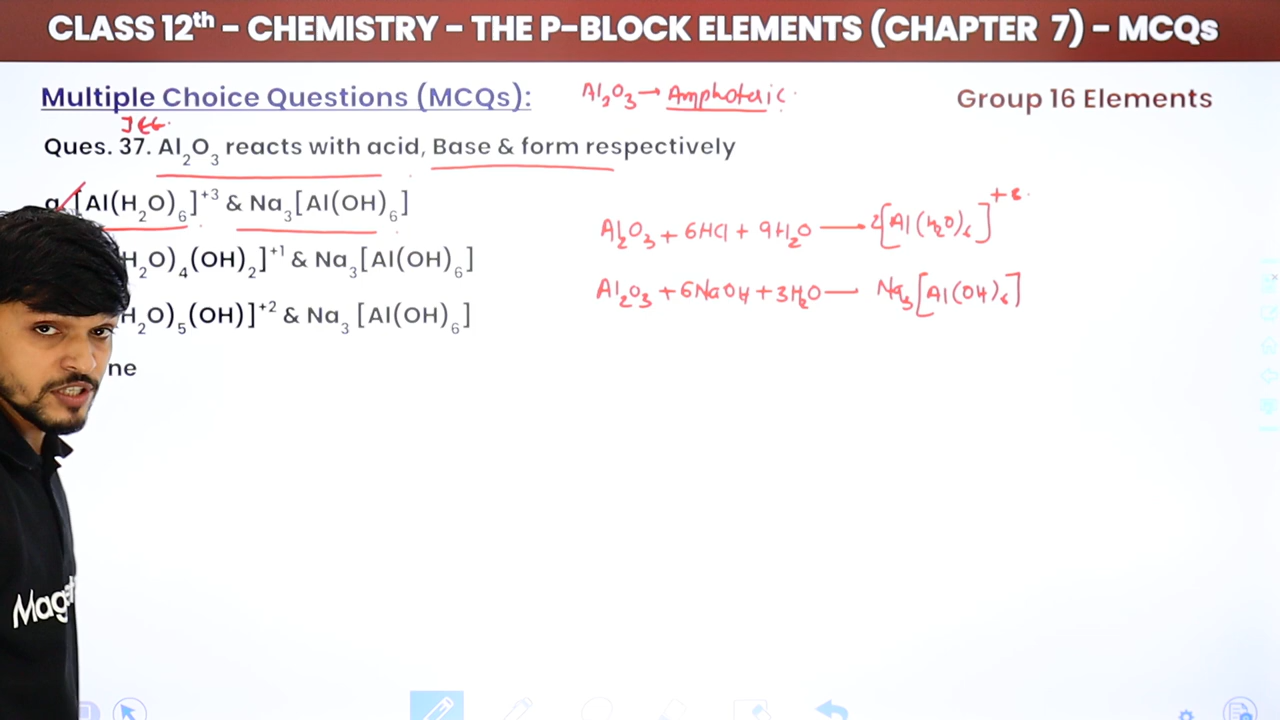 CLASS 12th – CHEMISTRY – THE P-BLOCK ELEMENTS (CHAPTER 7) – MCQs
Multiple Choice Questions (MCQs):
Al₂O₃ → Amphoteric
Group 16 Elements
JEE
Ques. 37. Al₂O₃ reacts with acid, Base & form respectively
a. [Al(H₂O)₆]⁺³ & Na₃[Al(OH)₆]
H₂O)₄(OH)₂]⁺¹ & Na₃[Al(OH)₆]
H₂O)₅(OH)]⁺² & Na₃ [Al(OH)₆]
ne
Al₂O₃ + 6HCl + 9H₂O → 2[Al(H₂O)₆]
Al₂O₃ + 6NaOH + 3H₂O — Na₃[Al(OH)₆]
Mag